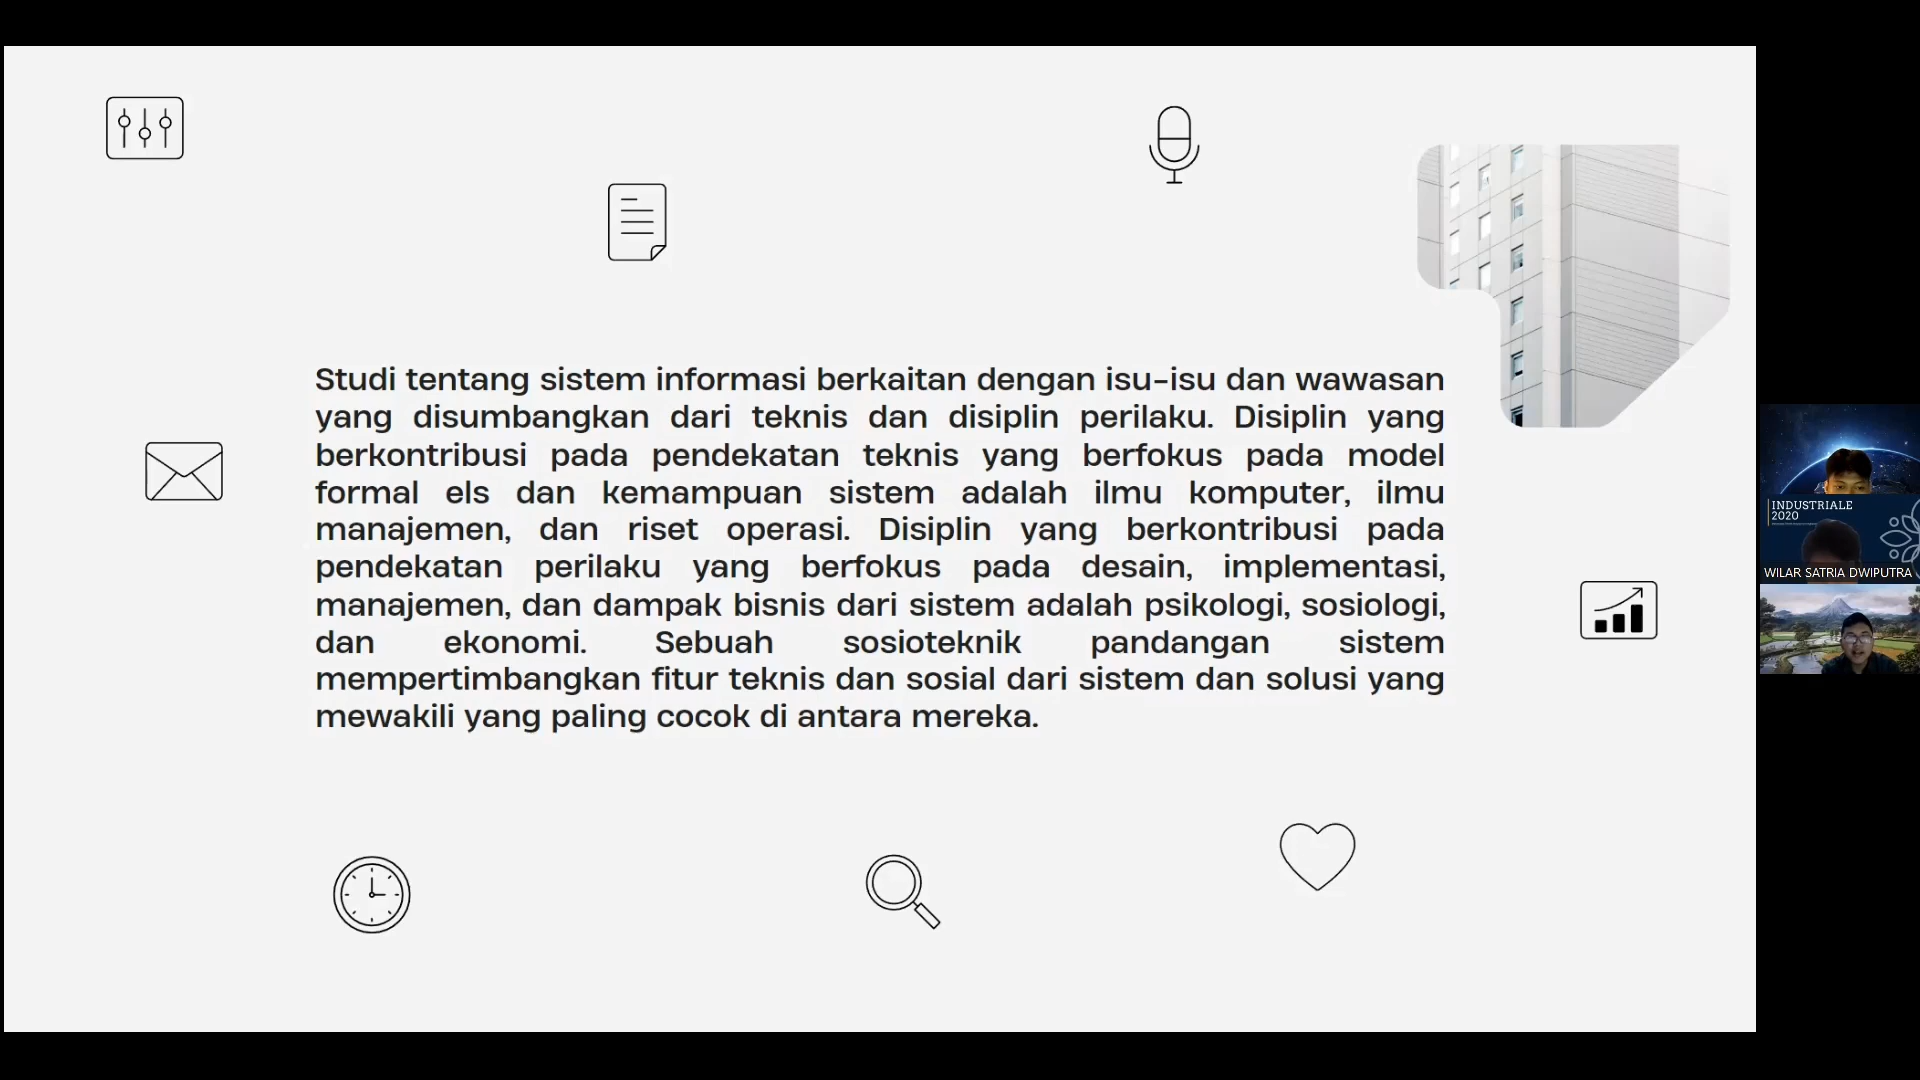 Studi tentang sistem informasi berkaitan dengan isu-isu dan wawasan
yang disumbangkan dari teknis dan disiplin perilaku. Disiplin yang
berkontribusi pada pendekatan teknis yang berfokus pada model
formal els dan kemampuan sistem adalah ilmu komputer, ilmu
manajemen, dan riset operasi. Disiplin yang berkontribusi pada
pendekatan perilaku yang berfokus pada desain, implementasi,
manajemen, dan dampak bisnis dari sistem adalah psikologi, sosiologi,
dan ekonomi. Sebuah sosioteknik pandangan sistem
mempertimbangkan fitur teknis dan sosial dari sistem dan solusi yang
mewakili yang paling cocok di antara mereka.
INDUSTRIALE
2020
WILAR SATRIA DWIPUTRA